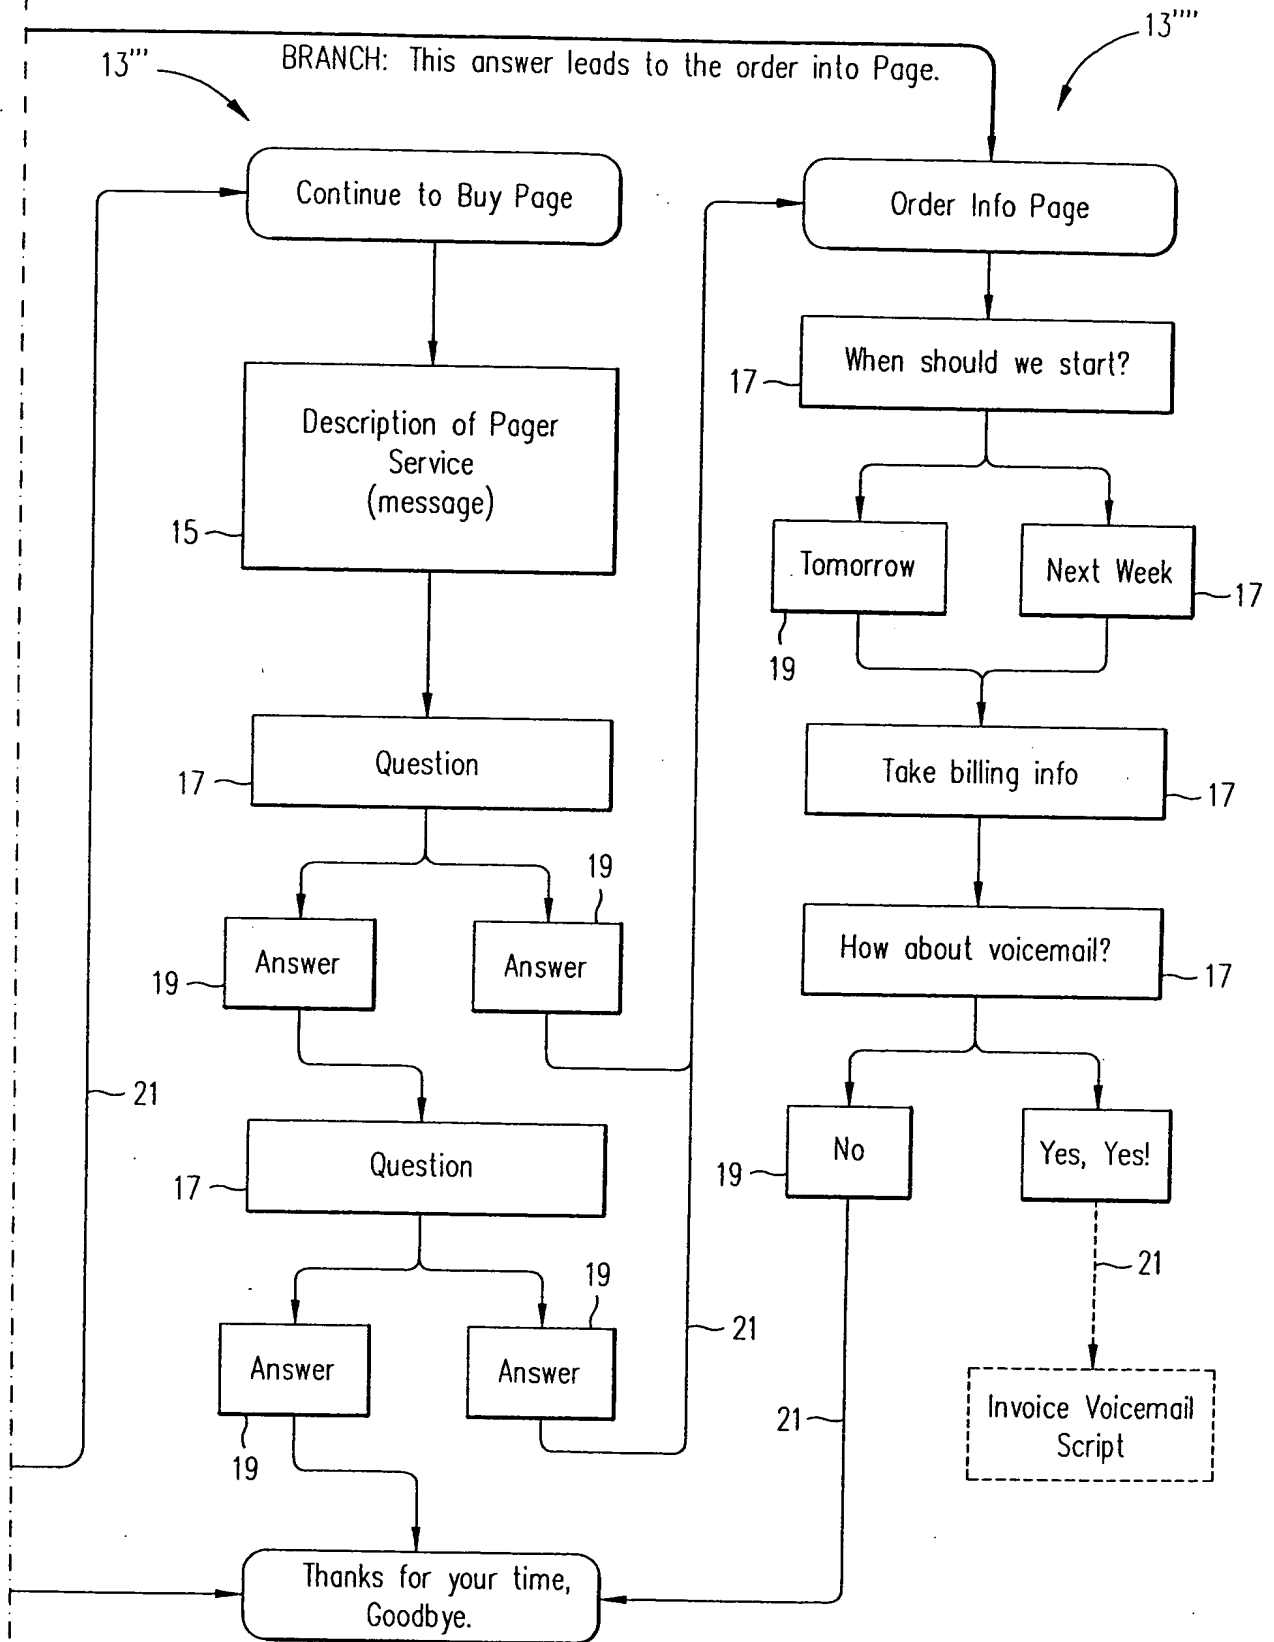 13''''
13'''
BRANCH: This answer leads to the order into Page.
Continue to Buy Page
Order Info Page
When should we start?
17
Description of Pager
Service
(message)
15
Tomorrow
Next Week
17
19
Question
17
Take billing info
17
19
Answer
Answer
19
How about voicemail?
17
21
Question
17
No
19
Yes, Yes!
19
21
Answer
Answer
21
19
21
Invoice Voicemail
Script
Thanks for your time,
Goodbye.